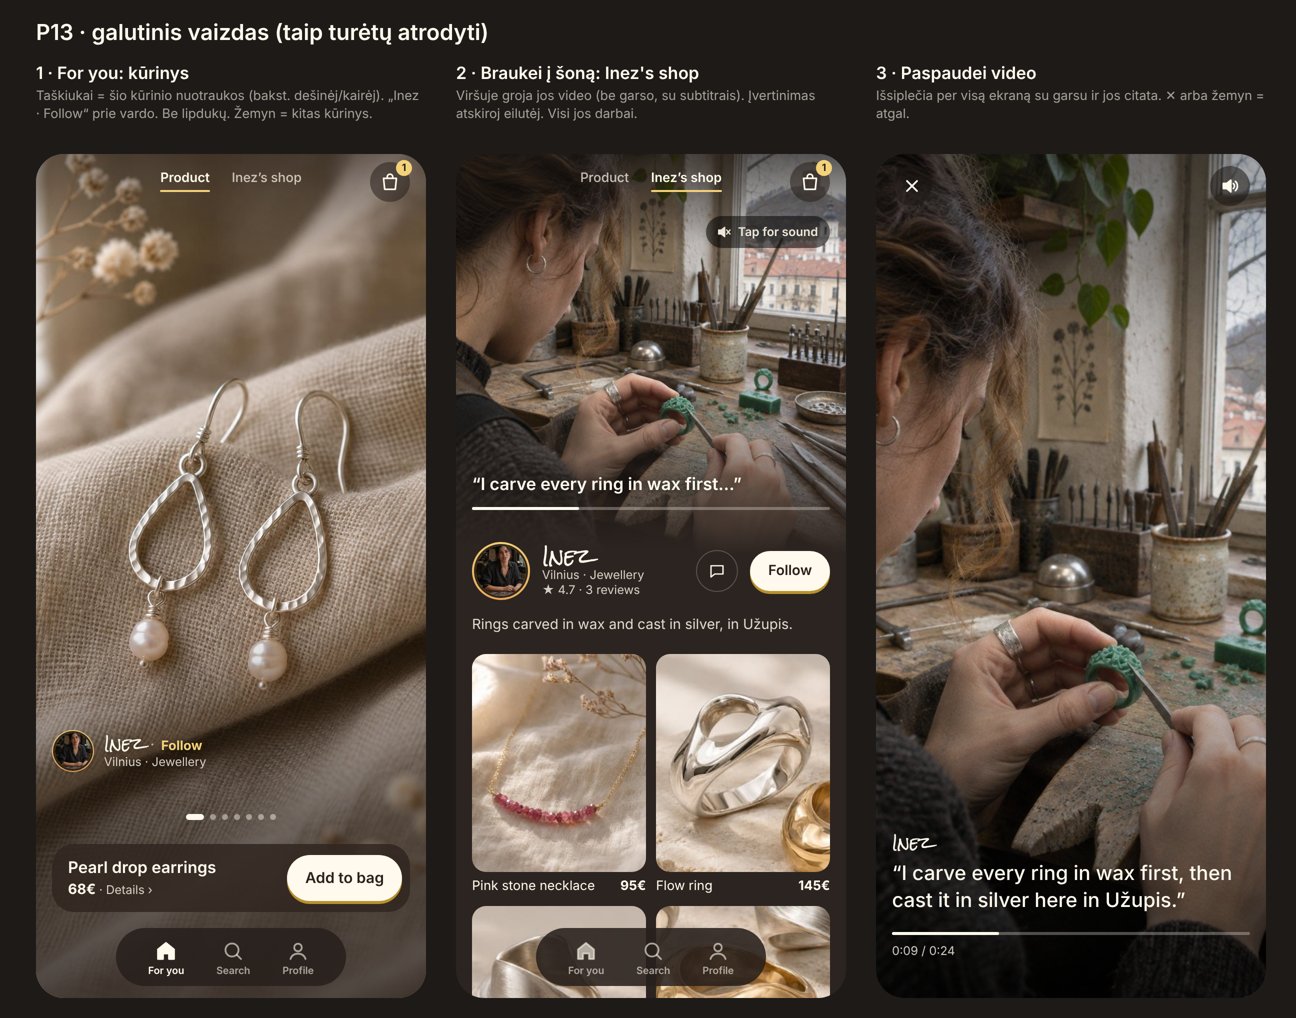 P13 · galutinis vaizdas (taip turėtų atrodyti)
1 · For you: kūrinys
Taškiukai = šio kūrinio nuotraukos (bakst. dešinėj/kairėj). „Inez
· Follow“ prie vardo. Be lipdukų. Žemyn = kitas kūrinys.
Product
Inez’s shop
1
Inez · Follow
Vilnius · Jewellery
Pearl drop earrings
68€ · Details ›
Add to bag
For you
Search
Profile
2 · Braukei į šoną: Inez's shop
Viršuje groja jos video (be garso, su subtitrais). Įvertinimas
atskiroj eilutėj. Visi jos darbai.
Product
Inez’s shop
1
Tap for sound
“I carve every ring in wax first…”
Inez
Vilnius · Jewellery
★ 4.7 · 3 reviews
Follow
Rings carved in wax and cast in silver, in Užupis.
Pink stone necklace 95€
Flow ring 145€
For you
Search
Profile
3 · Paspaudei video
Išsiplečia per visą ekraną su garsu ir jos citata. ✕ arba žemyn =
atgal.
Inez
“I carve every ring in wax first, then
cast it in silver here in Užupis.”
0:09 / 0:24